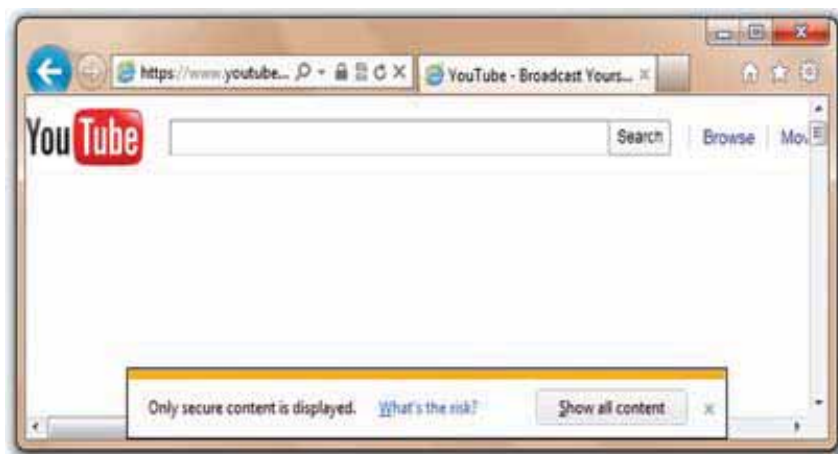 https://www.youtube... YouTube - Broadcast Yours...
YouTube Search Browse Mov
Only secure content is displayed. What's the risk? Show all content